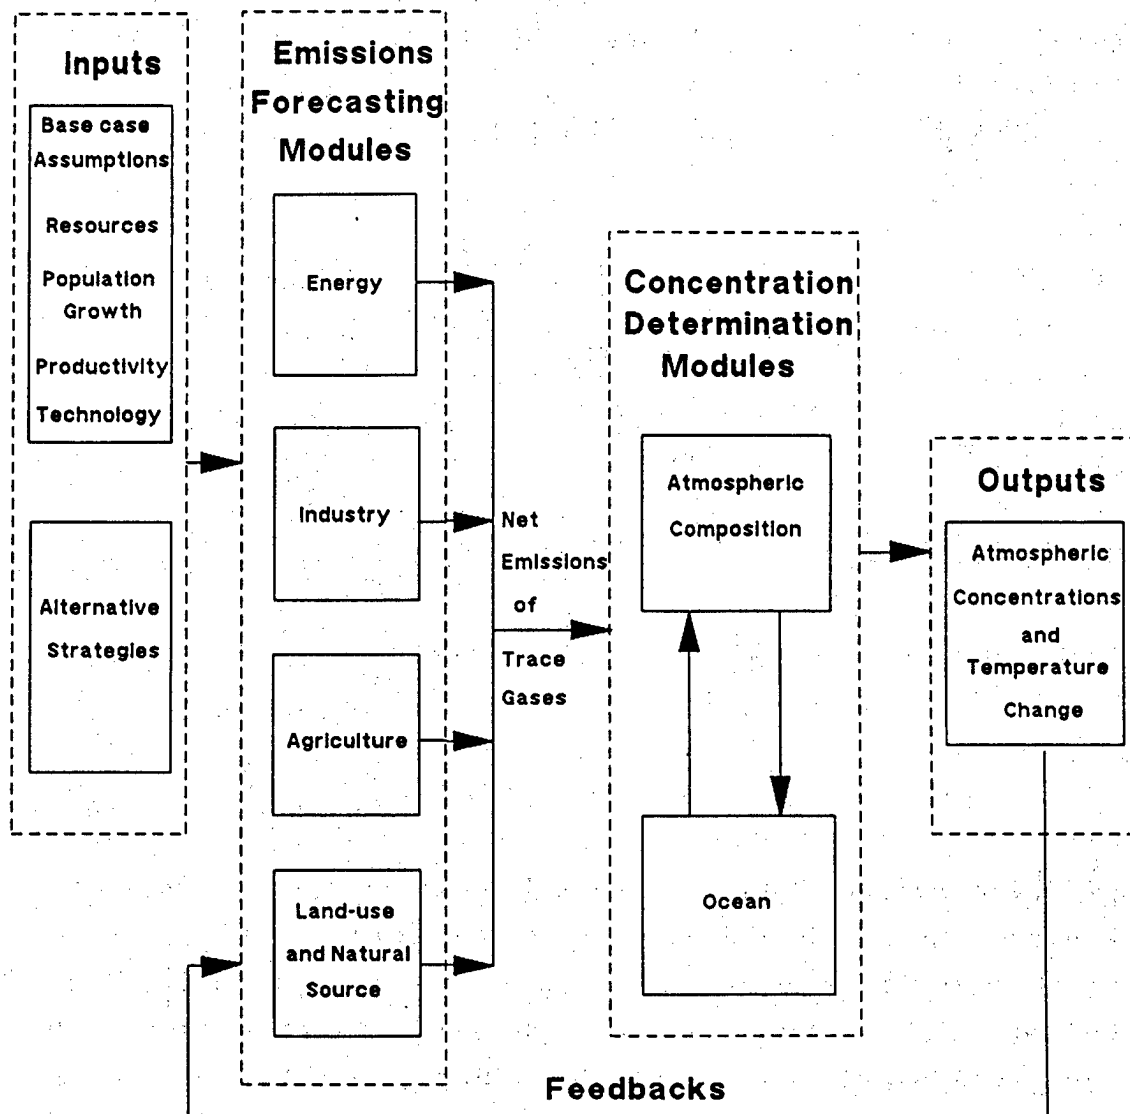 Inputs
Base case
Assumptions
Resources
Population
Growth
Productivity
Technology
Alternative
Strategies
Emissions
Forecasting
Modules
Energy
Industry
Agriculture
Land-use
and Natural
Source
Net
Emissions
of
Trace
Gases
Concentration
Determination
Modules
Atmospheric
Composition
Ocean
Outputs
Atmospheric
Concentrations
and
Temperature
Change
Feedbacks